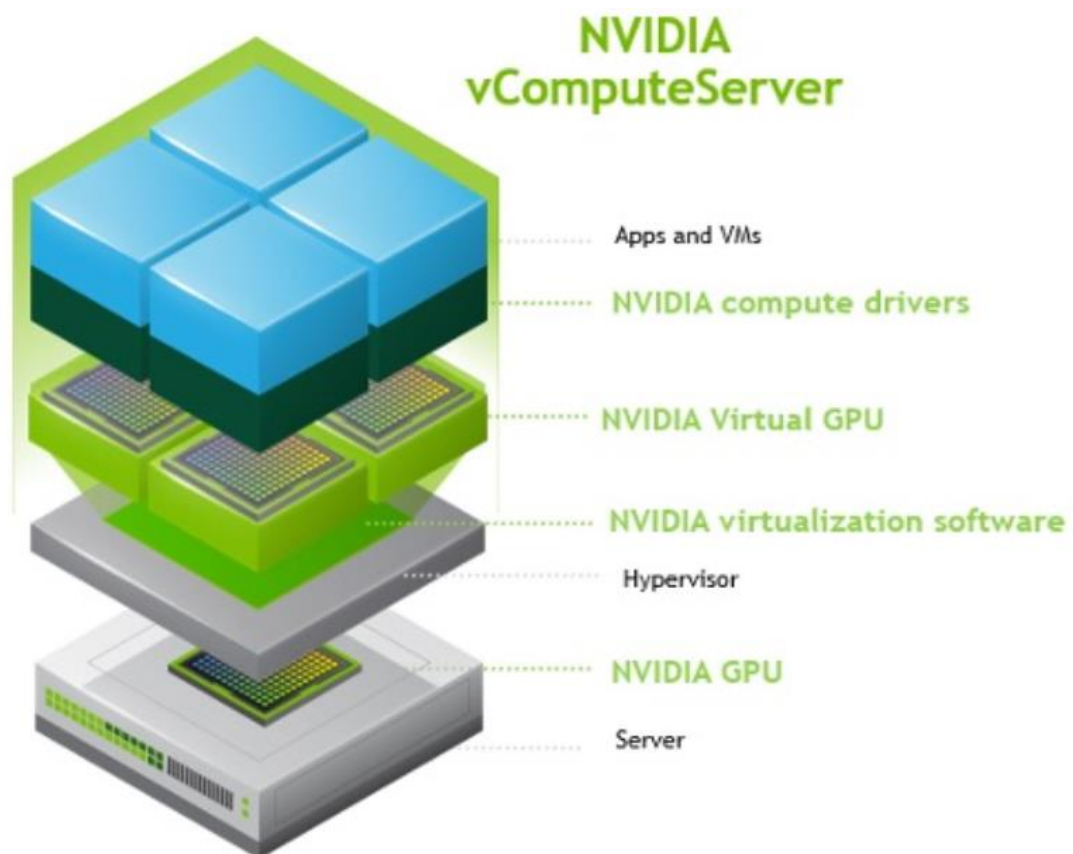 NVIDIA
vComputeServer
Apps and VMs
NVIDIA compute drivers
NVIDIA Virtual GPU
NVIDIA virtualization software
Hypervisor
NVIDIA GPU
Server